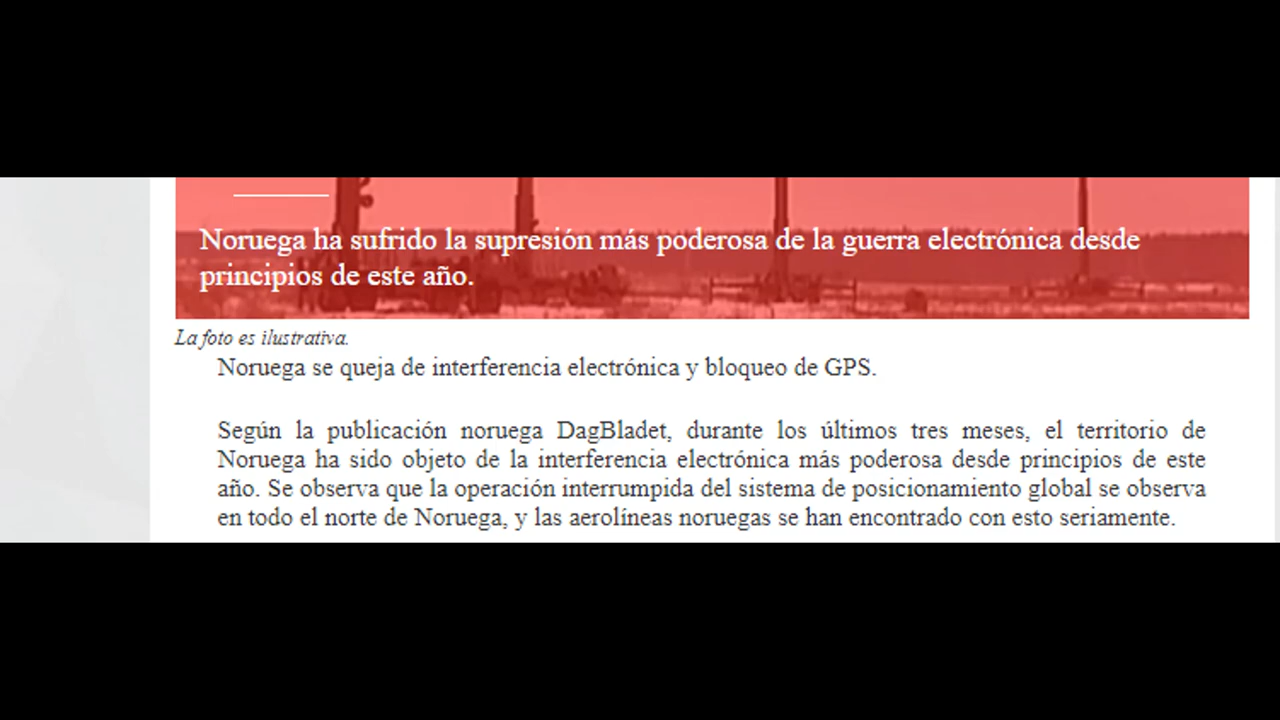 Noruega ha sufrido la supresión más poderosa de la guerra electrónica desde
principios de este año.
La foto es ilustrativa.
Noruega se queja de interferencia electrónica y bloqueo de GPS.
Según la publicación noruega DagBladet, durante los últimos tres meses, el territorio de
Noruega ha sido objeto de la interferencia electrónica más poderosa desde principios de este
año. Se observa que la operación interrumpida del sistema de posicionamiento global se observa
en todo el norte de Noruega, y las aerolíneas noruegas se han encontrado con esto seriamente.